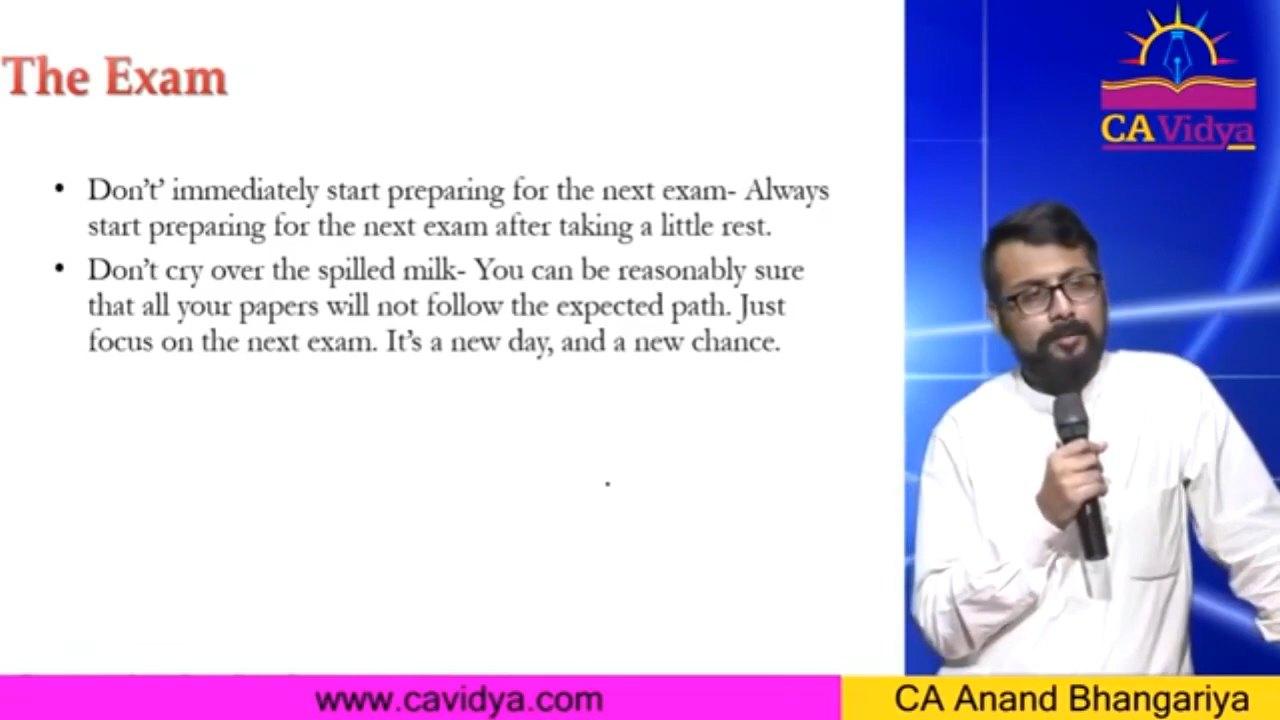 The Exam
• Don't' immediately start preparing for the next exam- Always
start preparing for the next exam after taking a little rest.
• Don't cry over the spilled milk- You can be reasonably sure
that all your papers will not follow the expected path. Just
focus on the next exam. It's a new day, and a new chance.
CA Vidya
www.cavidya.com
CA Anand Bhangariya